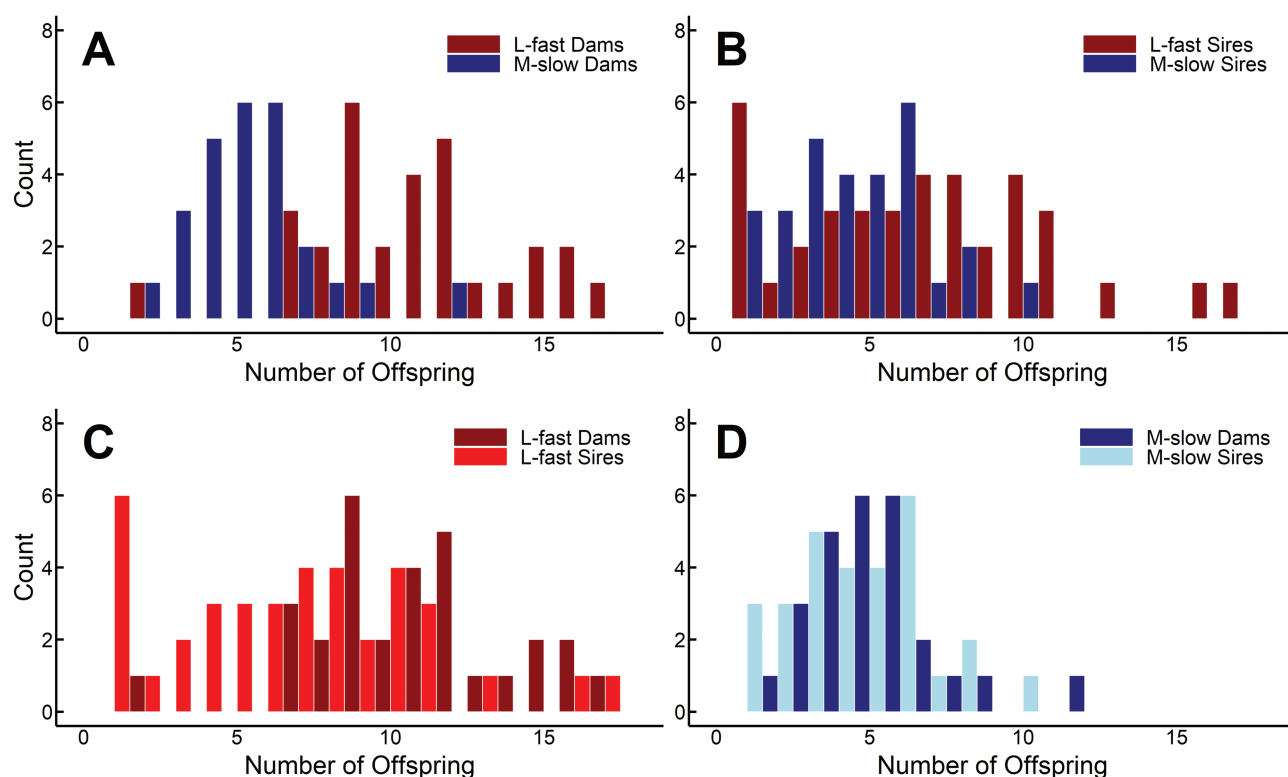 A
L-fast Dams
M-slow Dams
8
6
4
2
0
Count
0 5 10 15
Number of Offspring
B
L-fast Sires
M-slow Sires
8
6
4
2
0
0 5 10 15
Number of Offspring
C
L-fast Dams
L-fast Sires
8
6
4
2
0
Count
0 5 10 15
Number of Offspring
D
M-slow Dams
M-slow Sires
8
6
4
2
0
0 5 10 15
Number of Offspring